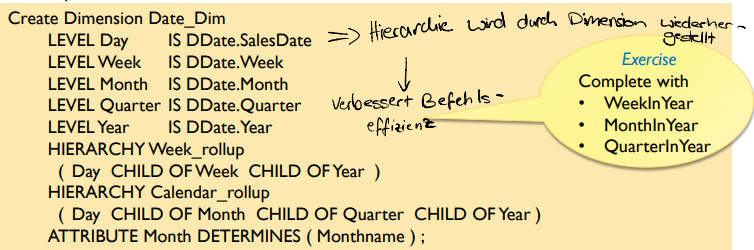 Create Dimension Date_Dim
LEVEL Day IS DDate.SalesDate => Hierarchie wird durch Dimension wiederher-
gestellt
LEVEL Week IS DDate.Week
LEVEL Month IS DDate.Month
LEVEL Quarter IS DDate.Quarter
LEVEL Year IS DDate.Year
verbessert Befehls-
effizienz
HIERARCHY Week_rollup
( Day CHILD OF Week CHILD OF Year )
HIERARCHY Calendar_rollup
( Day CHILD OF Month CHILD OF Quarter CHILD OF Year )
ATTRIBUTE Month DETERMINES ( Monthname ) ;
Exercise
Complete with
• WeekInYear
• MonthInYear
• QuarterInYear